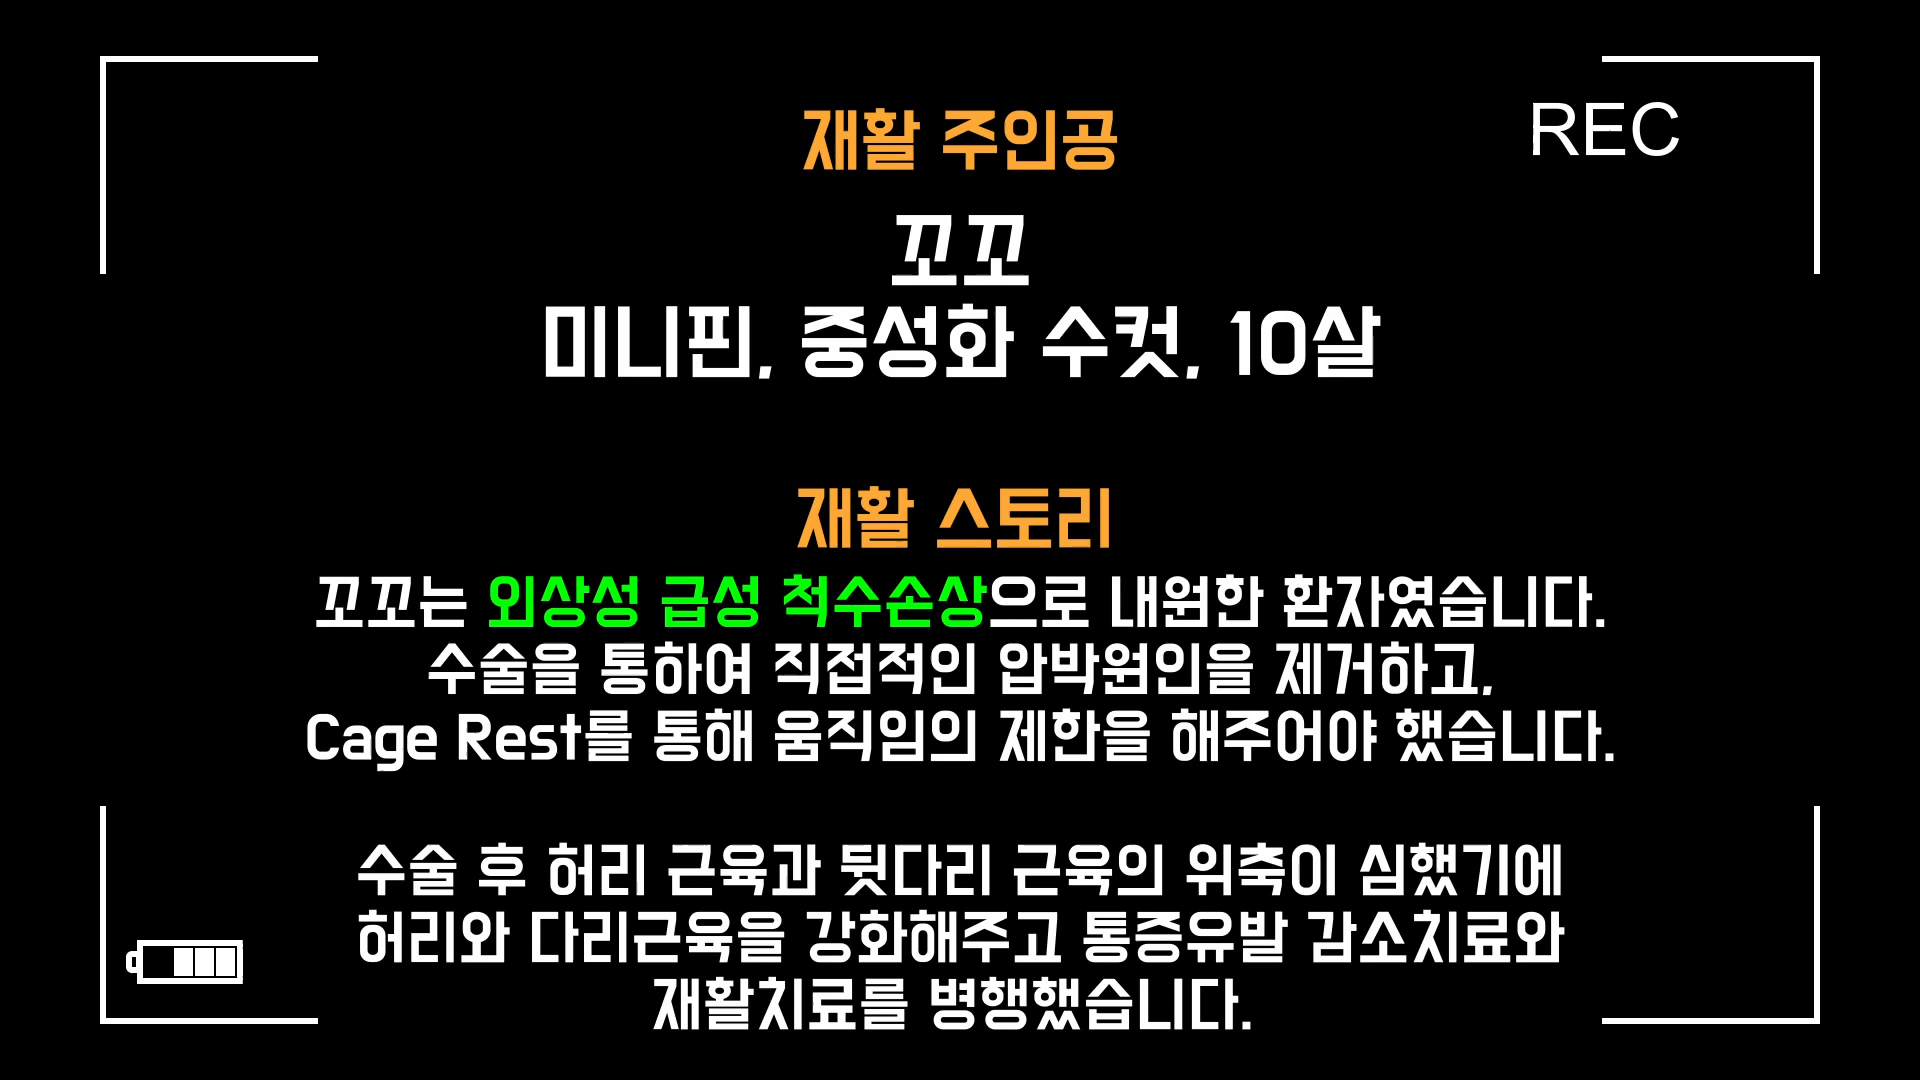 REC
재활 주인공
꼬꼬
미니핀, 중성화 수컷, 10살
재활 스토리
꼬꼬는 외상성 급성 척수손상으로 내원한 환자였습니다.
수술을 통하여 직접적인 압박원인을 제거하고,
Cage Rest를 통해 움직임의 제한을 해주어야 했습니다.
수술 후 허리 근육과 뒷다리 근육의 위축이 심했기에
허리와 다리근육을 강화해주고 통증유발 감소치료와
재활치료를 병행했습니다.